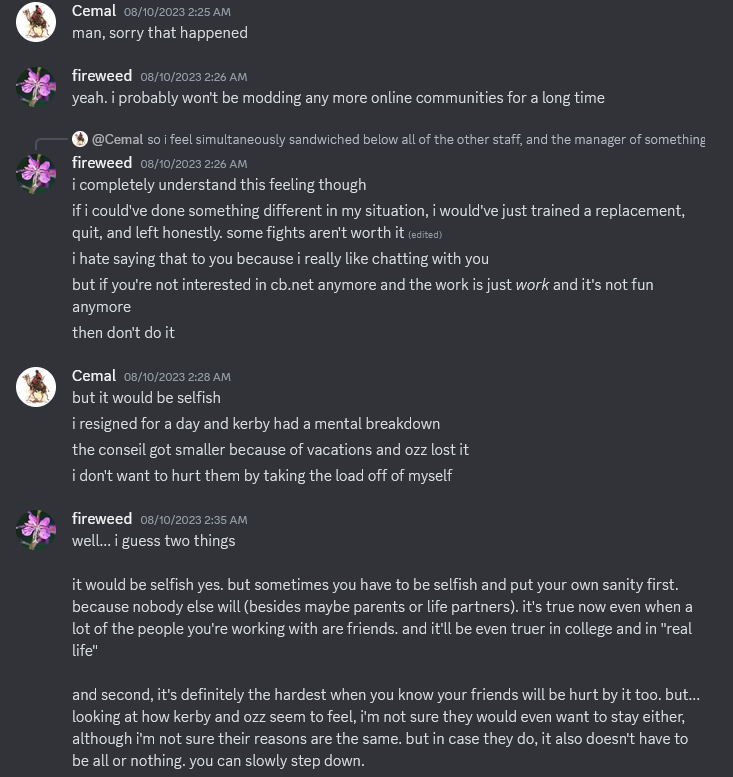 Cemal 08/10/2023 2:25 AM
man, sorry that happened
fireweed 08/10/2023 2:26 AM
yeah. i probably won't be modding any more online communities for a long time
@Cemal so i feel simultaneously sandwiched below all of the other staff, and the manager of something
fireweed 08/10/2023 2:26 AM
i completely understand this feeling though
if i could've done something different in my situation, i would've just trained a replacement,
quit, and left honestly. some fights aren't worth it (edited)
i hate saying that to you because i really like chatting with you
but if you're not interested in cb.net anymore and the work is just work and it's not fun
anymore
then don't do it
Cemal 08/10/2023 2:28 AM
but it would be selfish
i resigned for a day and kerby had a mental breakdown
the conseil got smaller because of vacations and ozz lost it
i don't want to hurt them by taking the load off of myself
fireweed 08/10/2023 2:35 AM
well... i guess two things
it would be selfish yes. but sometimes you have to be selfish and put your own sanity first.
because nobody else will (besides maybe parents or life partners). it's true now even when a
lot of the people you're working with are friends. and it'll be even truer in college and in "real
life"
and second, it's definitely the hardest when you know your friends will be hurt by it too. but...
looking at how kerby and ozz seem to feel, i'm not sure they would even want to stay either,
although i'm not sure their reasons are the same. but in case they do, it also doesn't have to
be all or nothing. you can slowly step down.